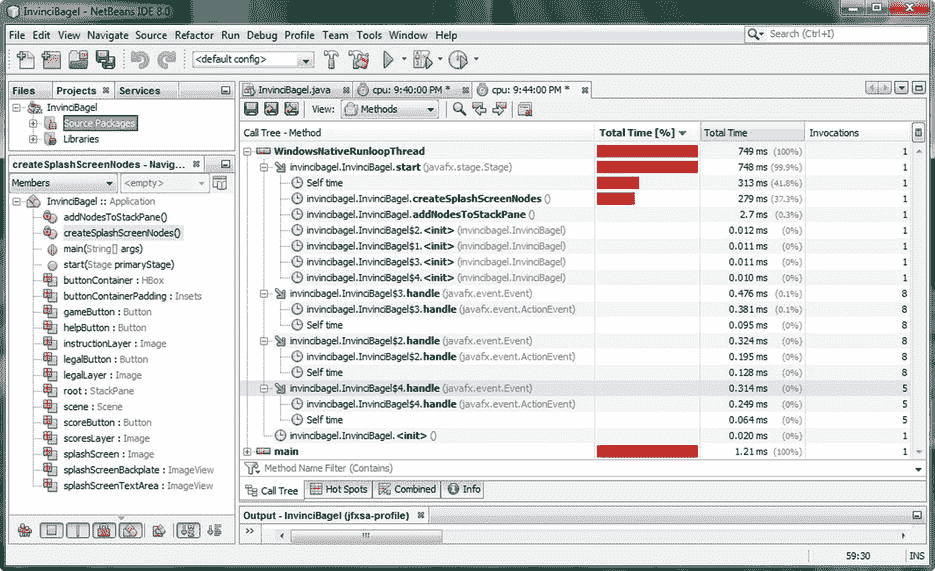 InvinciBagel - NetBeans IDE 8.0
File Edit View Navigate Source Refactor Run Debug Profile Team Tools Window Help
Search (Ctrl+I)
<default config>
Files Projects Services
InvinciBagel
Source Packages
Libraries
createSplashScreenNodes - Navig...
Members <empty>
InvinciBagel :: Application
addNodesToStackPane()
createSplashScreenNodes()
main(String[] args)
start(Stage primaryStage)
buttonContainer : HBox
buttonContainerPadding : Insets
gameButton : Button
helpButton : Button
instructionLayer : Image
legalButton : Button
legalLayer : Image
root : StackPane
scene : Scene
scoreButton : Button
scoresLayer : Image
splashScreen : Image
splashScreenBackplate : ImageView
splashScreenTextArea : ImageView
InvinciBagel.java cpu: 9:40:00 PM * cpu: 9:44:00 PM *
View: Methods
Call Tree - Method Total Time [%] Total Time Invocations
WindowsNativeRunloopThread 749 ms (100%) 1
invincibagel.InvinciBagel.start (javafx.stage.Stage) 748 ms (99.9%) 1
Self time 313 ms (41.8%) 1
invincibagel.InvinciBagel.createSplashScreenNodes () 279 ms (37.3%) 1
invincibagel.InvinciBagel.addNodesToStackPane () 2.7 ms (0.3%) 1
invincibagel.InvinciBagel$2.<init> (invincibagel.InvinciBagel) 0.012 ms (0%) 1
invincibagel.InvinciBagel$1.<init> (invincibagel.InvinciBagel) 0.011 ms (0%) 1
invincibagel.InvinciBagel$3.<init> (invincibagel.InvinciBagel) 0.011 ms (0%) 1
invincibagel.InvinciBagel$4.<init> (invincibagel.InvinciBagel) 0.010 ms (0%) 1
invincibagel.InvinciBagel$3.handle (javafx.event.Event) 0.476 ms (0.1%) 8
invincibagel.InvinciBagel$3.handle (javafx.event.ActionEvent) 0.381 ms (0.1%) 8
Self time 0.095 ms (0%) 8
invincibagel.InvinciBagel$2.handle (javafx.event.Event) 0.324 ms (0%) 8
invincibagel.InvinciBagel$2.handle (javafx.event.ActionEvent) 0.195 ms (0%) 8
Self time 0.128 ms (0%) 8
invincibagel.InvinciBagel$4.handle (javafx.event.Event) 0.314 ms (0%) 5
invincibagel.InvinciBagel$4.handle (javafx.event.ActionEvent) 0.249 ms (0%) 5
Self time 0.064 ms (0%) 5
invincibagel.InvinciBagel.<init> () 0.020 ms (0%) 1
main 1.21 ms (100%) 1
Method Name Filter (Contains)
Call Tree Hot Spots Combined Info
Output - InvinciBagel (jfxsa-profile)
59:30 INS